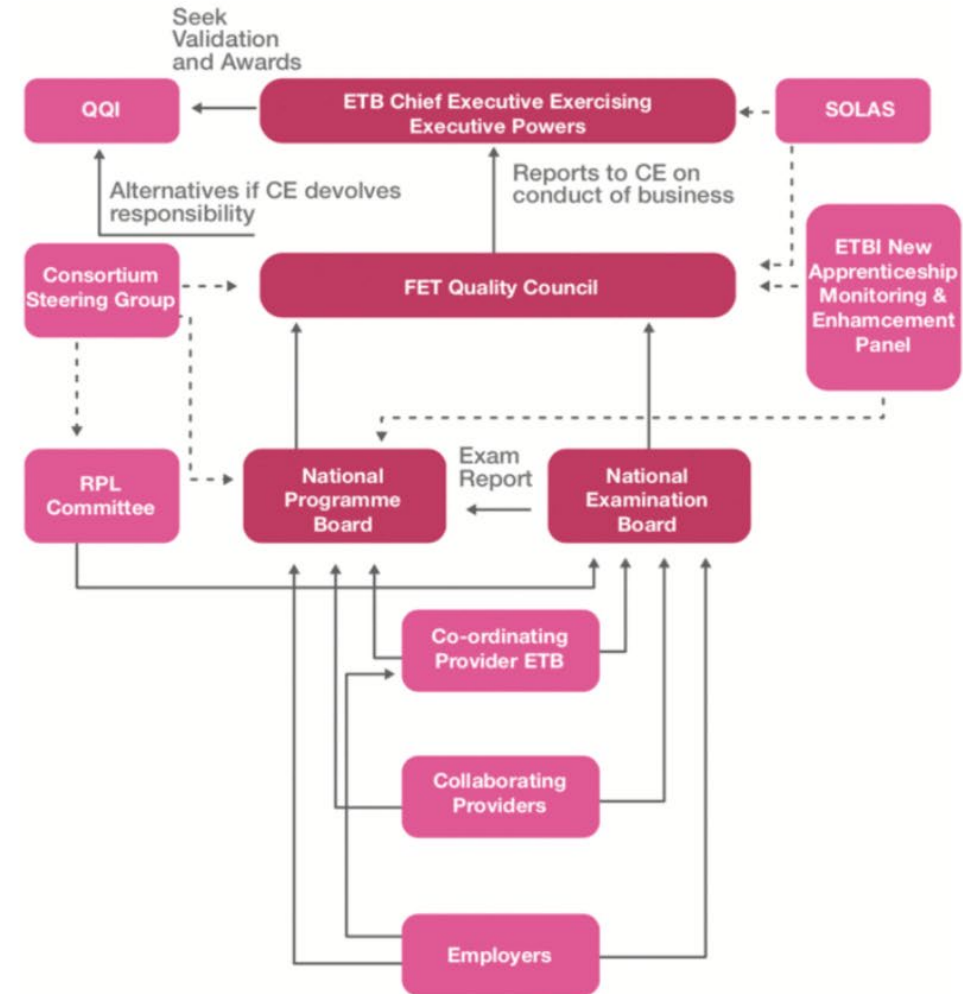 Seek
Validation
and Awards
QQI
ETB Chief Executive Exercising
Executive Powers
SOLAS
Alternatives if CE devolves
responsibility
Reports to CE on
conduct of business
Consortium
Steering Group
FET Quality Council
ETBI New
Apprenticeship
Monitoring &
Enhamcement
Panel
RPL
Committee
National
Programme
Board
Exam
Report
National
Examination
Board
Co-ordinating
Provider ETB
Collaborating
Providers
Employers